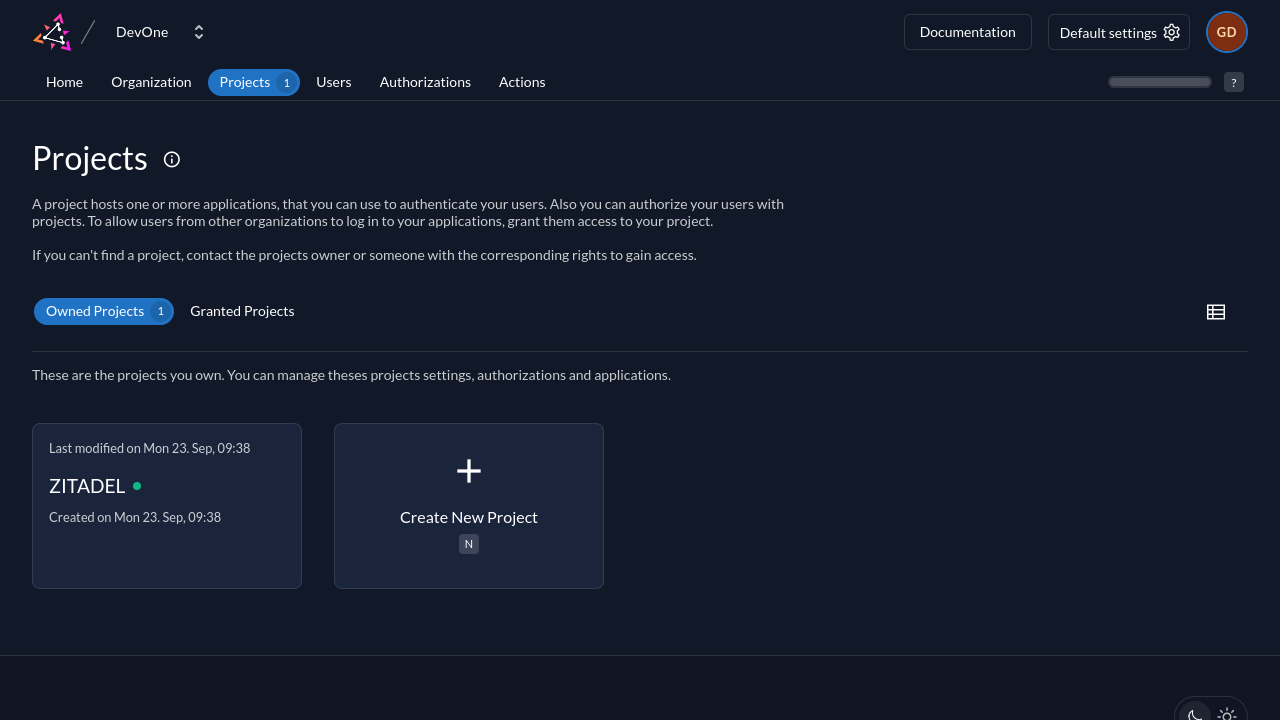 DevOne
Documentation
Default settings
GD
Home
Organization
Projects 1
Users
Authorizations
Actions
?
Projects
A project hosts one or more applications, that you can use to authenticate your users. Also you can authorize your users with
projects. To allow users from other organizations to log in to your applications, grant them access to your project.
If you can't find a project, contact the projects owner or someone with the corresponding rights to gain access.
Owned Projects 1
Granted Projects
These are the projects you own. You can manage theses projects settings, authorizations and applications.
Last modified on Mon 23. Sep, 09:38
ZITADEL
Created on Mon 23. Sep, 09:38
Create New Project
N